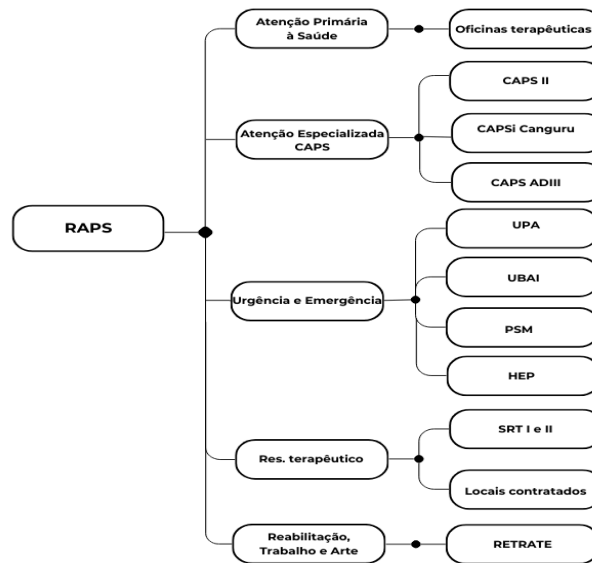 Atenção Primária
à Saúde
Oficinas terapêuticas
CAPS II
Atenção Especializada
CAPS
CAPSi Canguru
CAPS ADIII
RAPS
UPA
UBAI
Urgência e Emergência
PSM
HEP
SRT I e II
Res. terapêutico
Locais contratados
Reabilitação,
Trabalho e Arte
RETRATE